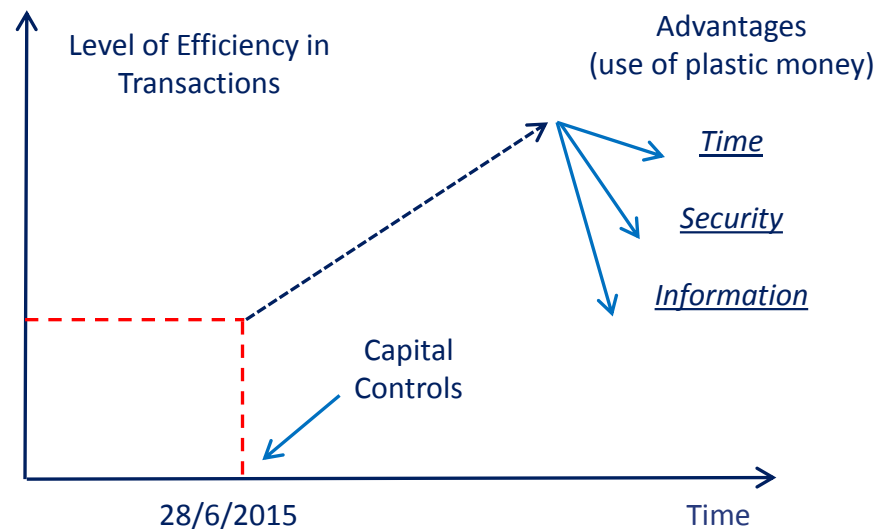 Level of Efficiency in
Transactions
Advantages
(use of plastic money)
Time
Security
Information
Capital
Controls
28/6/2015
Time